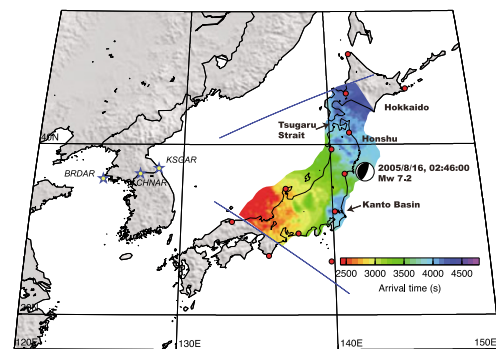 Hokkaido
Tsugaru
Strait
Honshu
40N
KSGAR
BRDAR
CHNAR
2005/8/16, 02:46:00
Mw 7.2
Kanto Basin
2500 3000 3500 4000 4500
Arrival time (s)
120E
130E
140E
150E